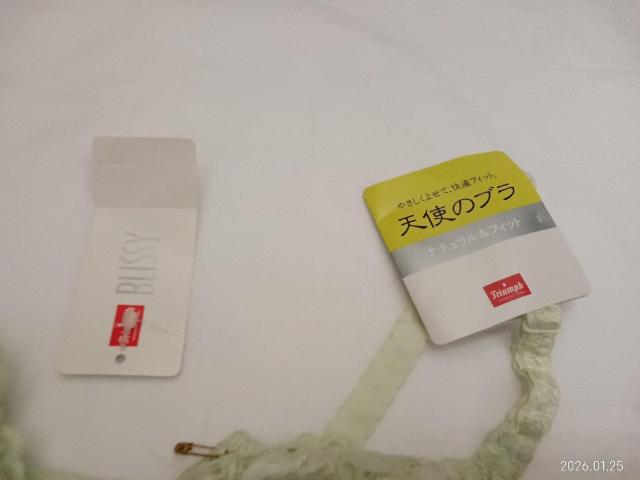 BLISSY
やさしくよせて、快適フィット。
天使のブラ
ナチュラル&フィット
Triumph
2026.01.25